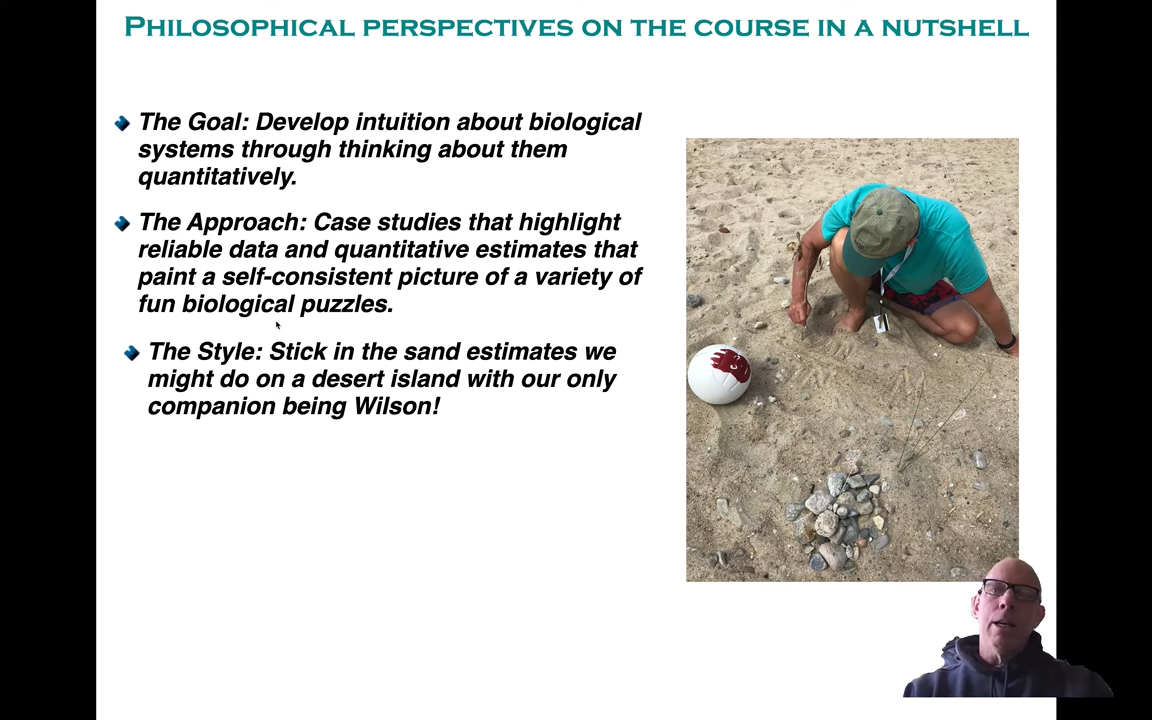 Philosophical perspectives on the course in a nutshell
The Goal: Develop intuition about biological
systems through thinking about them
quantitatively.
The Approach: Case studies that highlight
reliable data and quantitative estimates that
paint a self-consistent picture of a variety of
fun biological puzzles.
The Style: Stick in the sand estimates we
might do on a desert island with our only
companion being Wilson!